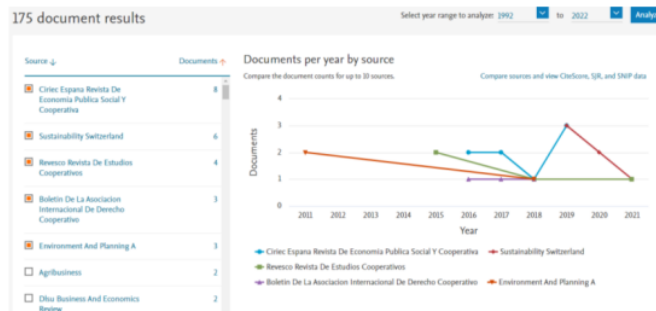 175 document results
Select year range to analyze: 1992 to 2022 Analyz
Source Documents
Ciriec Espana Revista De
Economia Publica Social Y
Cooperativa
8
Sustainability Switzerland 6
Revesco Revista De Estudios
Cooperativos
4
Boletin De La Asociacion
Internacional De Derecho
Cooperativo
3
Environment And Planning A 3
Agribusiness 2
Dlsu Business And Economics
Review
2
Documents per year by source
Compare the document counts for up to 10 sources.
Compare sources and view CiteScore, SJR, and SNIP data
Documents
4
3
2
1
0
2011 2012 2013 2014 2015 2016 2017 2018 2019 2020 2021
Year
Ciriec Espana Revista De Economia Publica Social Y Cooperativa Sustainability Switzerland
Revesco Revista De Estudios Cooperativos
Boletin De La Asociacion Internacional De Derecho Cooperativo Environment And Planning A